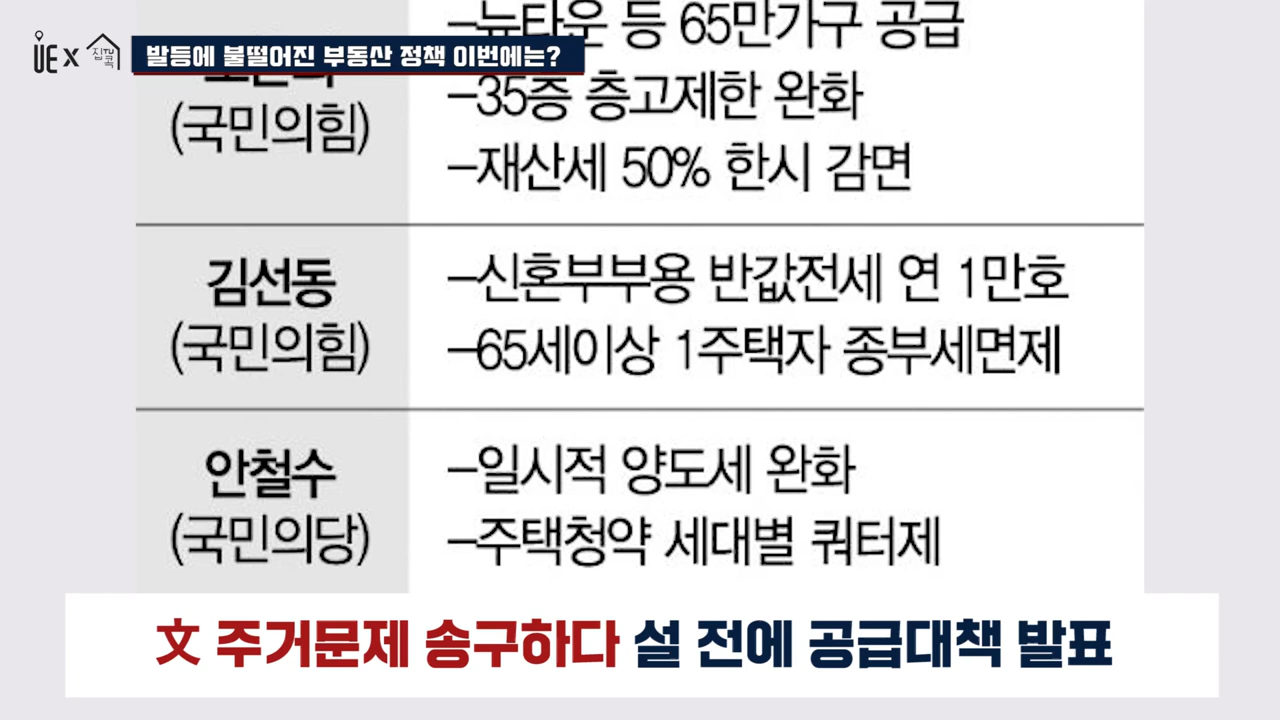 UE X 집콕TV
발등에 불떨어진 부동산 정책 이번에는?
-뉴타운 등 65만가구 공급
(국민의힘)
-35층 층고제한 완화
-재산세 50% 한시 감면
김선동
(국민의힘)
-신혼부부용 반값전세 연 1만호
-65세이상 1주택자 종부세면제
안철수
(국민의당)
-일시적 양도세 완화
-주택청약 세대별 쿼터제
文 주거문제 송구하다 설 전에 공급대책 발표